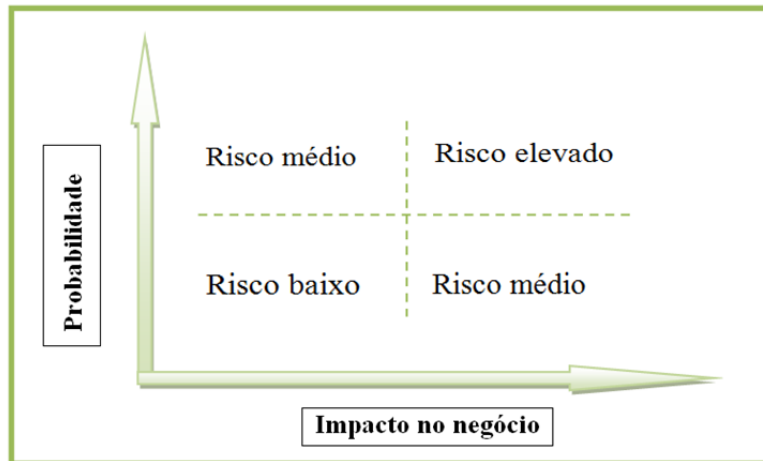 Probabilidade
Risco médio
Risco elevado
Risco baixo
Risco médio
Impacto no negócio